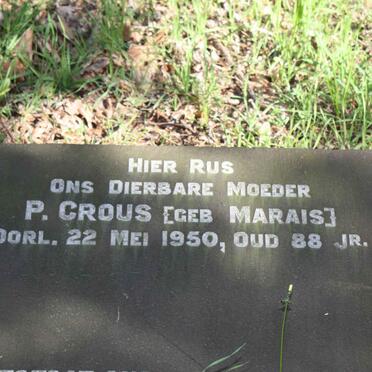 HIER RUS
ONS DIERBARE MOEDER
P. CROUS [GEB MARAIS]
OORL. 22 MEI 1950, OUD 88 JR.